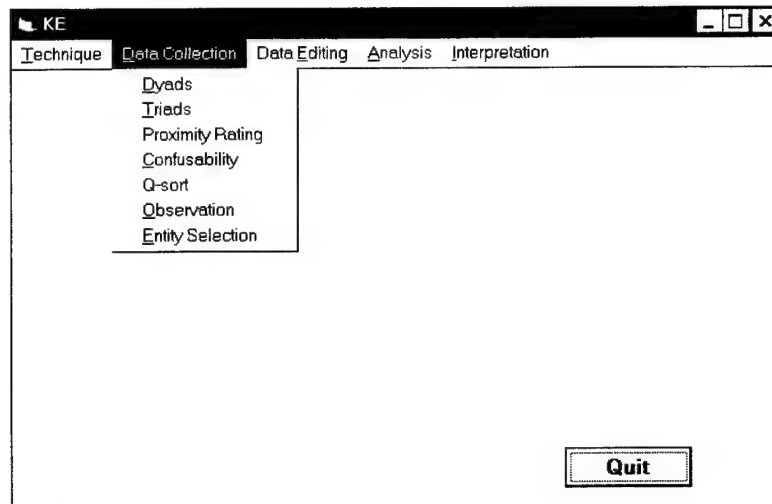 KE
Technique Data Collection Data Editing Analysis Interpretation
Dyads
Triads
Proximity Rating
Confusability
Q-sort
Observation
Entity Selection
Quit